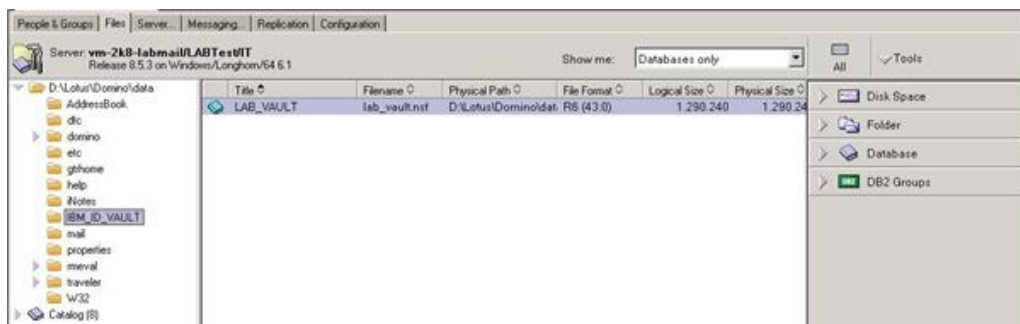 People & Groups Files Server... Messaging... Replication Configuration
Server: vm-2k8-labmail/LABTest/IT
Release 8.5.3 on Windows/Longhorn/64 6.1
Show me: Databases only
All
Tools
D:\Lotus\Domino\data
AddressBook
dfc
domino
etc
gtrhome
help
iNotes
IBM_ID_VAULT
mail
properties
traveler
W32
Catalog (8)
Title Filename Physical Path File Format Logical Size Physical Size
LAB_VAULT lab_vault.nsf D:\Lotus\Domino\dat R6 (43:0) 1.290.240 1.290.24
Disk Space
Folder
Database
DB2 DB2 Groups